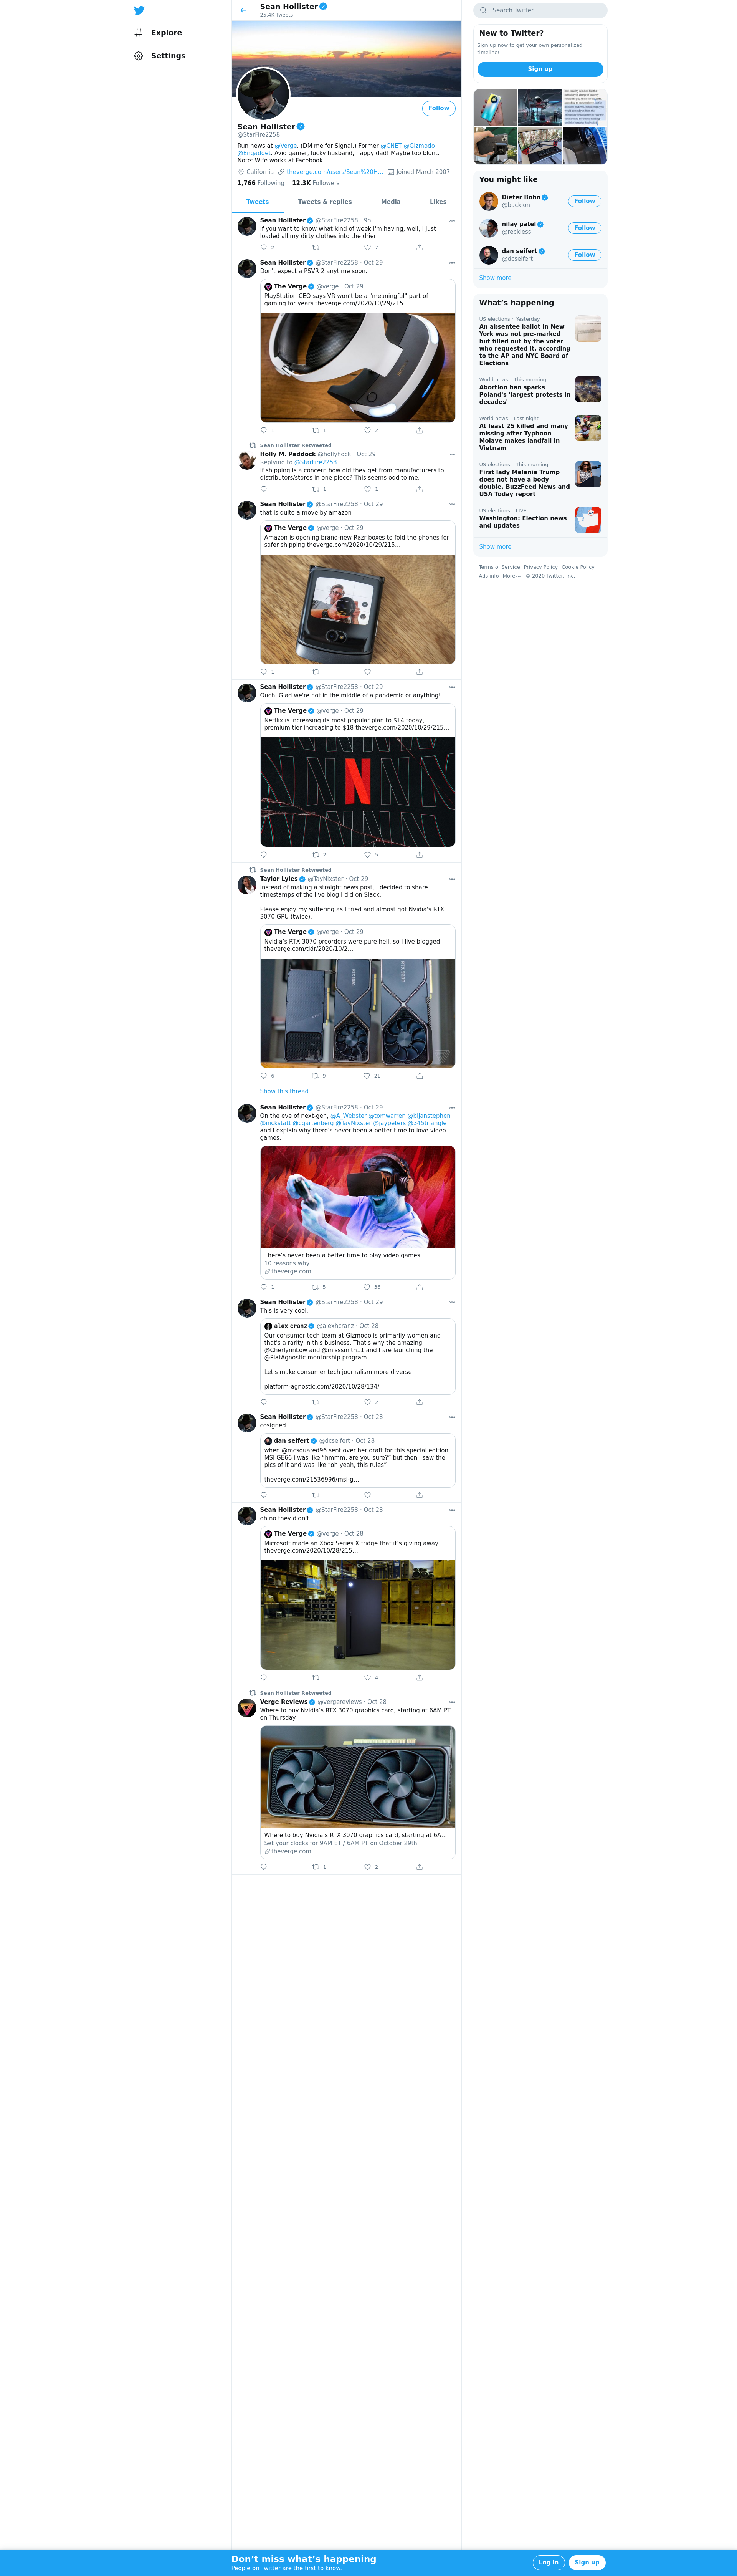 Explore
Settings
Sean Hollister
25.4K Tweets
Follow
Sean Hollister
@StarFire2258
Run news at @Verge. (DM me for Signal.) Former @CNET @Gizmodo
@Engadget. Avid gamer, lucky husband, happy dad! Maybe too blunt.
Note: Wife works at Facebook.
California theverge.com/users/Sean%20H… Joined March 2007
1,766 Following 12.3K Followers
Tweets Tweets & replies Media Likes
Sean Hollister @StarFire2258 · 9h
If you want to know what kind of week I'm having, well, I just
loaded all my dirty clothes into the drier
2 7
Sean Hollister @StarFire2258 · Oct 29
Don't expect a PSVR 2 anytime soon.
The Verge @verge · Oct 29
PlayStation CEO says VR won't be a "meaningful" part of
gaming for years theverge.com/2020/10/29/215…
1 1 2
Sean Hollister Retweeted
Holly M. Paddock @hollyhock · Oct 29
Replying to @StarFire2258
If shipping is a concern how did they get from manufacturers to
distributors/stores in one piece? This seems odd to me.
1 1
Sean Hollister @StarFire2258 · Oct 29
that is quite a move by amazon
The Verge @verge · Oct 29
Amazon is opening brand-new Razr boxes to fold the phones for
safer shipping theverge.com/2020/10/29/215…
1
Sean Hollister @StarFire2258 · Oct 29
Ouch. Glad we're not in the middle of a pandemic or anything!
The Verge @verge · Oct 29
Netflix is increasing its most popular plan to $14 today,
premium tier increasing to $18 theverge.com/2020/10/29/215…
N
2 5
Sean Hollister Retweeted
Taylor Lyles @TayNixster · Oct 29
Instead of making a straight news post, I decided to share
timestamps of the live blog I did on Slack.
Please enjoy my suffering as I tried and almost got Nvidia's RTX
3070 GPU (twice).
The Verge @verge · Oct 29
Nvidia's RTX 3070 preorders were pure hell, so I live blogged
theverge.com/tldr/2020/10/2…
6 9 21
Show this thread
Sean Hollister @StarFire2258 · Oct 29
On the eve of next-gen, @A_Webster @tomwarren @bijanstephen
@nickstatt @cgartenberg @TayNixster @jaypeters @345triangle
and I explain why there's never been a better time to love video
games.
There's never been a better time to play video games
10 reasons why.
theverge.com
1 5 36
Sean Hollister @StarFire2258 · Oct 29
This is very cool.
alex cranz @alexhcranz · Oct 28
Our consumer tech team at Gizmodo is primarily women and
that's a rarity in this business. That's why the amazing
@CherlynnLow and @misssmith11 and I are launching the
@PlatAgnostic mentorship program.
Let's make consumer tech journalism more diverse!
platform-agnostic.com/2020/10/28/134/
2
Sean Hollister @StarFire2258 · Oct 28
cosigned
dan seifert @dcseifert · Oct 28
when @mcsquared96 sent over her draft for this special edition
MSI GE66 i was like "hmmm, are you sure?" but then i saw the
pics of it and was like "oh yeah, this rules"
theverge.com/21536996/msi-g…
Sean Hollister @StarFire2258 · Oct 28
oh no they didn't
The Verge @verge · Oct 28
Microsoft made an Xbox Series X fridge that it's giving away
theverge.com/2020/10/28/215…
4
Sean Hollister Retweeted
Verge Reviews @vergereviews · Oct 28
Where to buy Nvidia's RTX 3070 graphics card, starting at 6AM PT
on Thursday
Where to buy Nvidia's RTX 3070 graphics card, starting at 6A…
Set your clocks for 9AM ET / 6AM PT on October 29th.
theverge.com
1 2
Search Twitter
New to Twitter?
Sign up now to get your own personalized
timeline!
Sign up
You might like
Dieter Bohn
@backlon
Follow
nilay patel
@reckless
Follow
dan seifert
@dcseifert
Follow
Show more
What's happening
US elections · Yesterday
An absentee ballot in New
York was not pre-marked
but filled out by the voter
who requested it, according
to the AP and NYC Board of
Elections
World news · This morning
Abortion ban sparks
Poland's 'largest protests in
decades'
World news · Last night
At least 25 killed and many
missing after Typhoon
Molave makes landfall in
Vietnam
US elections · This morning
First lady Melania Trump
does not have a body
double, BuzzFeed News and
USA Today report
US elections · LIVE
Washington: Election news
and updates
Show more
Terms of Service Privacy Policy Cookie Policy
Ads info More © 2020 Twitter, Inc.
Don't miss what's happening
People on Twitter are the first to know.
Log in Sign up